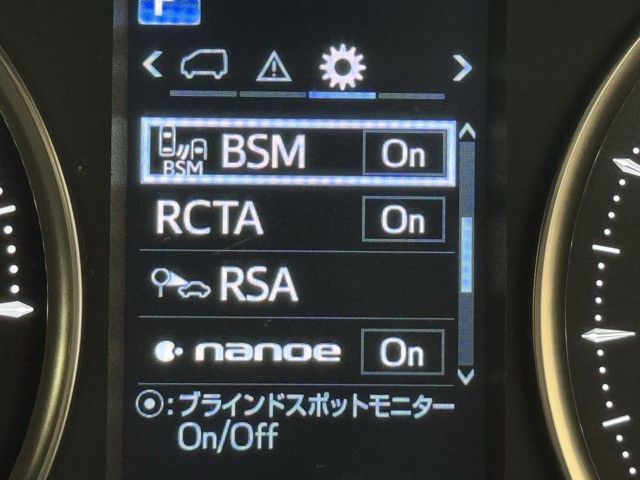 P
BSM BSM On
RCTA On
RSA
nanoe On
⦿:ブラインドスポットモニター
On/Off